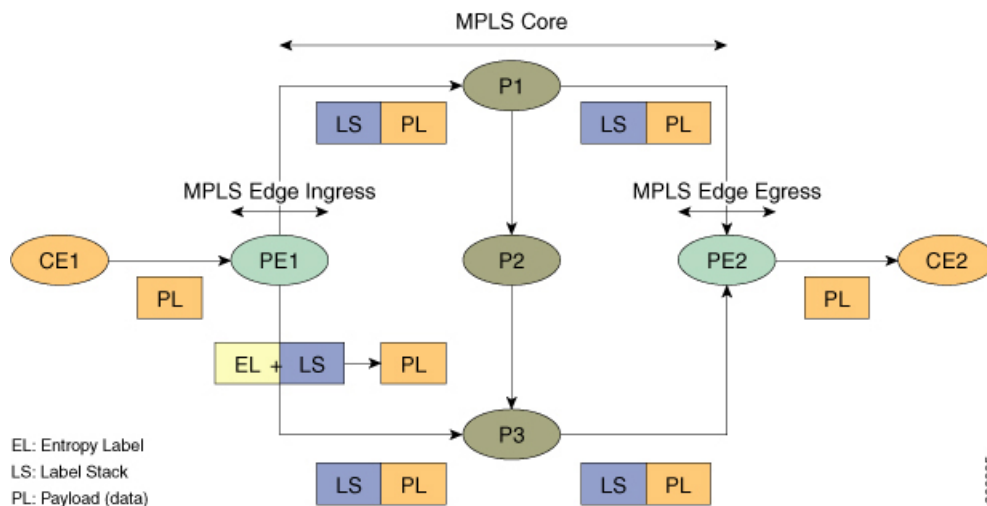 MPLS Core
P1
LS PL
LS PL
MPLS Edge Ingress
MPLS Edge Egress
CE1
PE1
P2
PE2
CE2
PL
PL
EL + LS
PL
P3
EL: Entropy Label
LS: Label Stack
PL: Payload (data)
LS PL
LS PL